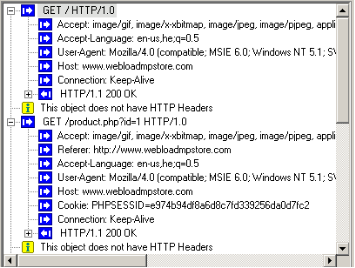 GET / HTTP/1.0
Accept: image/gif, image/x-xbitmap, image/jpeg, image/pjpeg, appli
Accept-Language: en-us,he;q=0.5
User-Agent: Mozilla/4.0 (compatible; MSIE 6.0; Windows NT 5.1; S
Host: www.webloadmpstore.com
Connection: Keep-Alive
HTTP/1.1 200 OK
This object does not have HTTP Headers
GET /product.php?id=1 HTTP/1.0
Accept: image/gif, image/x-xbitmap, image/jpeg, image/pjpeg, appli
Referer: http://www.webloadmpstore.com
Accept-Language: en-us,he;q=0.5
User-Agent: Mozilla/4.0 (compatible; MSIE 6.0; Windows NT 5.1; S
Host: www.webloadmpstore.com
Cookie: PHPSESSID=e974b94df8a6d8c7fd339256da0d7fc2
Connection: Keep-Alive
HTTP/1.1 200 OK
This object does not have HTTP Headers